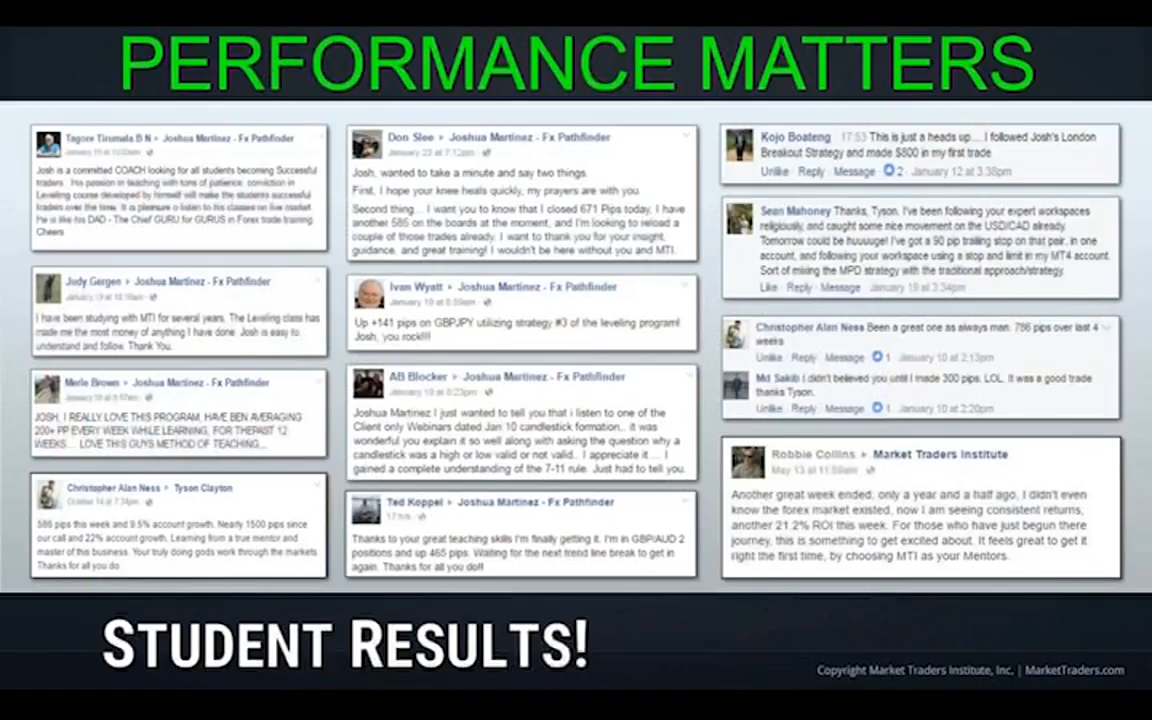 PERFORMANCE MATTERS
Tagore Tirumala B N ▸ Joshua Martinez - Fx Pathfinder
Josh is a committed COACH looking for all students becoming Successful
traders . His passion in teaching with tons of patience, conviction in
Leveling course developed by himself will make the students successful
traders over the time. It is pleasure to listen to his classes on live market.
He is like his DAD - The Chief GURU for GURUS in Forex trade training.
Cheers
Judy Gergen ▸ Joshua Martinez - Fx Pathfinder
I have been studying with MTI for several years. The Leveling class has
made me the most money of anything I have done. Josh is easy to
understand and follow. Thank You.
Merle Brown ▸ Joshua Martinez - Fx Pathfinder
JOSH, I REALLY LOVE THIS PROGRAM, HAVE BEN AVERAGING
200+ PP EVERY WEEK WHILE LEARNING, FOR THEPAST 12
WEEKS.... LOVE THIS GUYS METHOD OF TEACHING,..
Christopher Alan Ness ▸ Tyson Clayton
October 14 at 7:34pm
586 pips this week and 9.5% account growth. Nearly 1500 pips since
our call and 22% account growth. Learning from a true mentor and
master of this business. Your truly doing gods work through the markets
Thanks for all you do
Don Slee ▸ Joshua Martinez - Fx Pathfinder
January 23 at 7:12pm
Josh, wanted to take a minute and say two things.
First, I hope your knee heals quickly, my prayers are with you.
Second thing... I want you to know that I closed 671 Pips today, I have
another 585 on the boards at the moment, and I'm looking to reload a
couple of those trades already. I want to thank you for your insight,
guidance, and great training! I wouldn't be here without you and MTI.
Ivan Wyatt ▸ Joshua Martinez - Fx Pathfinder
Up +141 pips on GBPJPY utilizing strategy #3 of the leveling program!
Josh, you rock!!!!
AB Blocker ▸ Joshua Martinez - Fx Pathfinder
January 10 at 8:23pm
Joshua Martinez I just wanted to tell you that i listen to one of the
Client only Webinars dated Jan 10 candlestick formation,. it was
wonderful you explain it so well along with asking the question why a
candlestick was a high or low valid or not valid.. I appreciate it.... I
gained a complete understanding of the 7-11 rule. Just had to tell you.
Ted Koppel ▸ Joshua Martinez - Fx Pathfinder
17 hrs
Thanks to your great teaching skills I'm finally getting it. I'm in GBP/AUD 2
positions and up 465 pips. Waiting for the next trend line break to get in
again. Thanks for all you do!!
Kojo Boateng 17:53 This is just a heads up.... I followed Josh's London
Breakout Strategy and made $800 in my first trade
Unlike · Reply · Message · 2 · January 12 at 3:38pm
Sean Mahoney Thanks, Tyson. I've been following your expert workspaces
religiously, and caught some nice movement on the USD/CAD already.
Tomorrow could be huuuuge! I've got a 90 pip trailing stop on that pair, in one
account, and following your workspace using a stop and limit in my MT4 account.
Sort of mixing the MPD strategy with the traditional approach/strategy.
Like · Reply · Message · January 19 at 3:34pm
Christopher Alan Ness Been a great one as always man. 786 pips over last 4
weeks
Unlike · Reply · Message · 1 · January 10 at 2:13pm
Md Sakib I didn't believed you until I made 300 pips. LOL. It was a good trade
thanks Tyson.
Unlike · Reply · Message · 1 · January 10 at 2:20pm
Robbie Collins ▸ Market Traders Institute
May 13 at 11:59am
Another great week ended, only a year and a half ago, I didn't even
know the forex market existed, now I am seeing consistent returns,
another 21.2% ROI this week. For those who have just begun there
journey, this is something to get excited about. It feels great to get it
right the first time, by choosing MTI as your Mentors.
STUDENT RESULTS!
Copyright Market Traders Institute, Inc. | MarketTraders.com